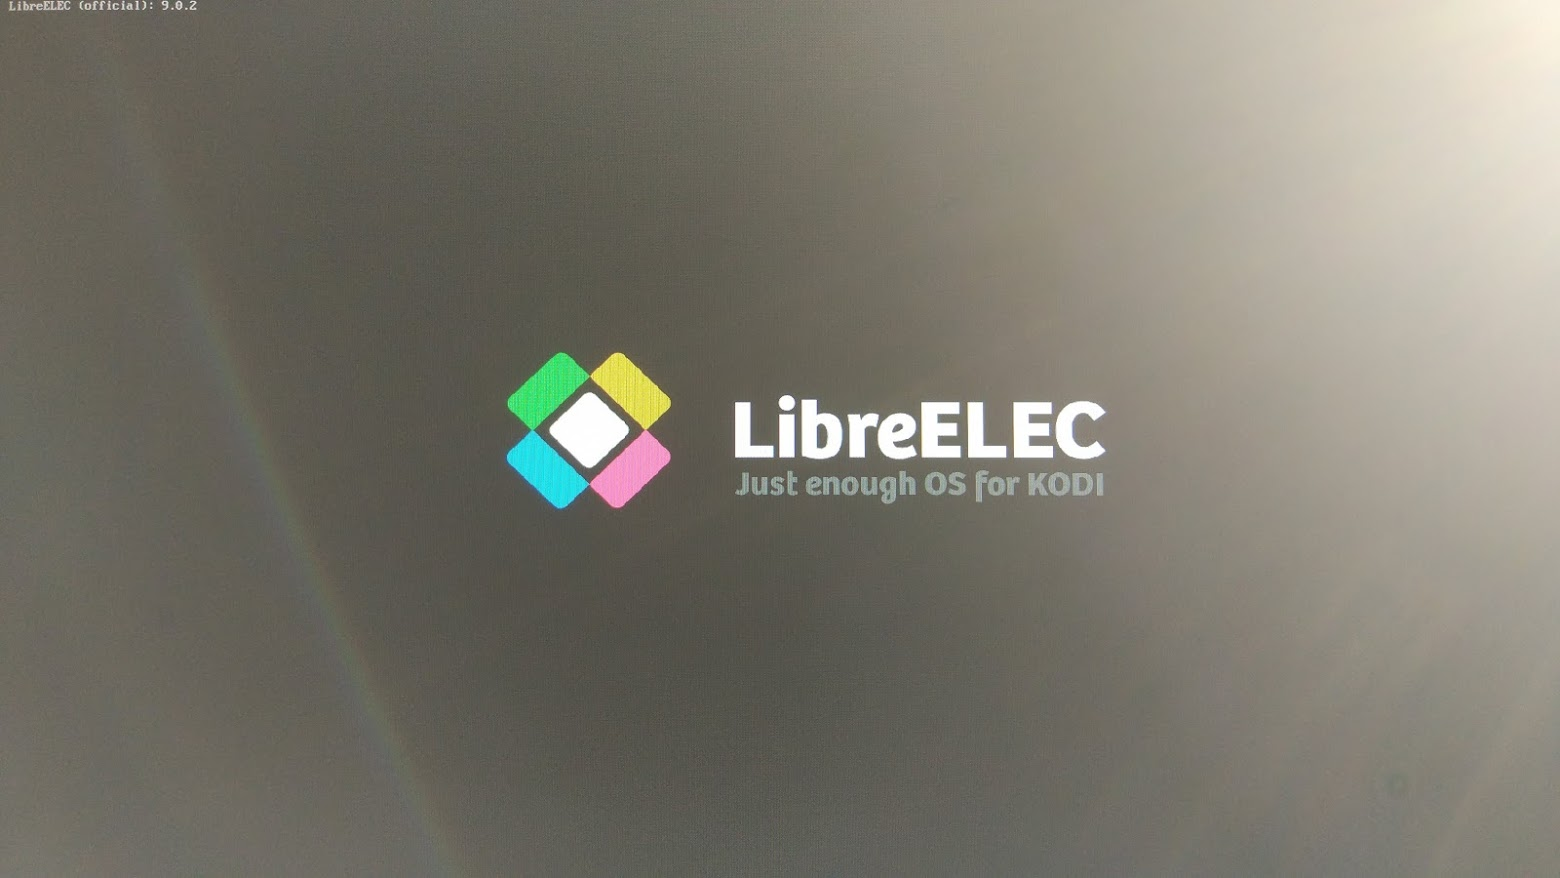 LibreELEC (official): 9.0.2
LibreELEC
Just enough OS for KODI